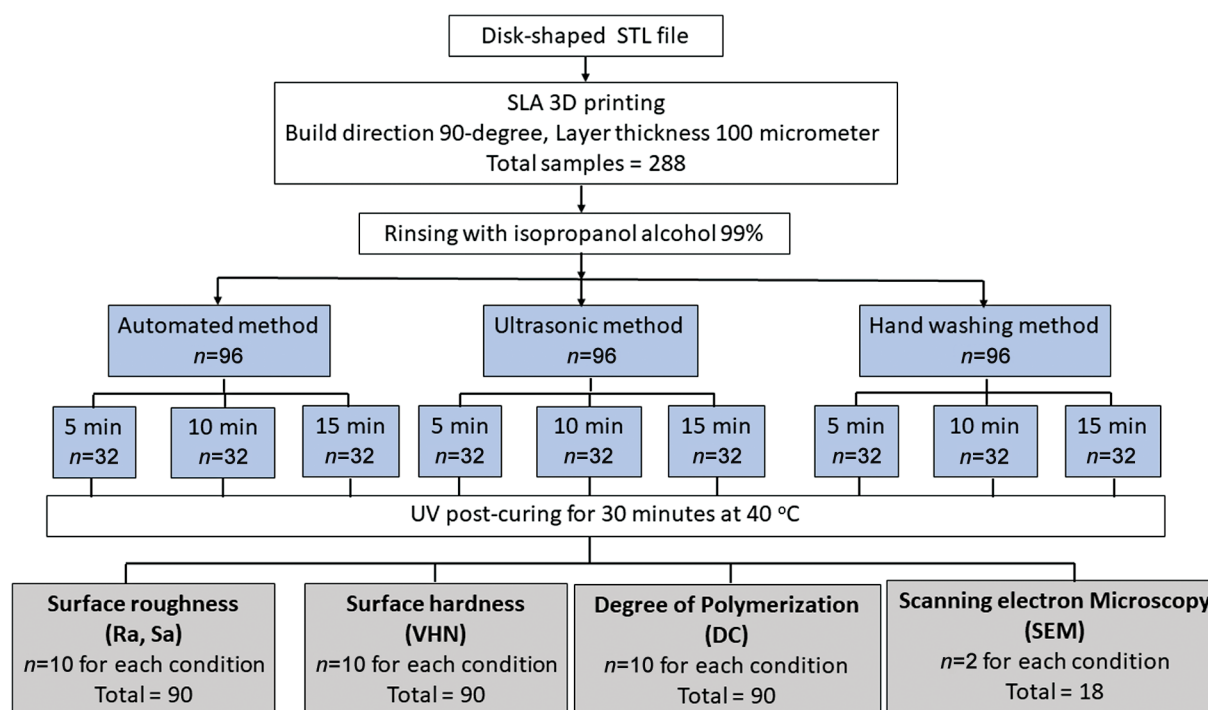 Disk-shaped STL file
SLA 3D printing
Build direction 90-degree, Layer thickness 100 micrometer
Total samples = 288
Rinsing with isopropanol alcohol 99%
Automated method
n=96
Ultrasonic method
n=96
Hand washing method
n=96
5 min
n=32
10 min
n=32
15 min
n=32
5 min
n=32
10 min
n=32
15 min
n=32
5 min
n=32
10 min
n=32
15 min
n=32
UV post-curing for 30 minutes at 40 °C
Surface roughness
(Ra, Sa)
n=10 for each condition
Total = 90
Surface hardness
(VHN)
n=10 for each condition
Total = 90
Degree of Polymerization
(DC)
n=10 for each condition
Total = 90
Scanning electron Microscopy
(SEM)
n=2 for each condition
Total = 18